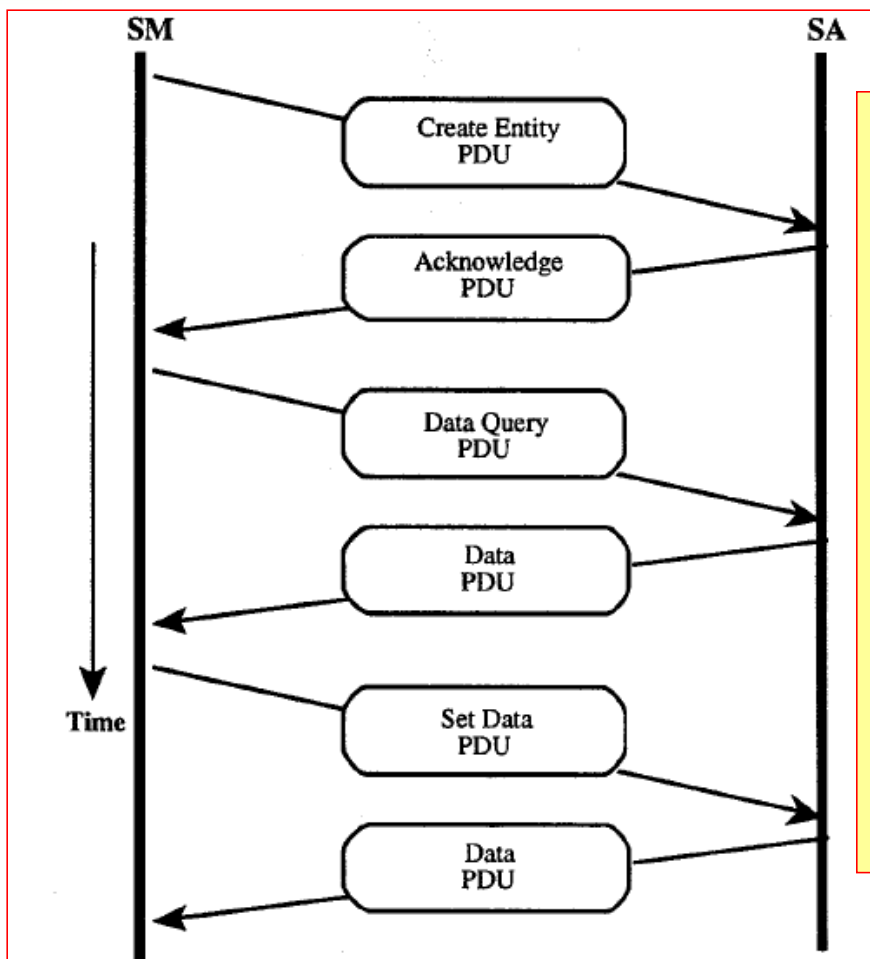 SM
SA
Create Entity
PDU
Acknowledge
PDU
Data Query
PDU
Data
PDU
Time
Set Data
PDU
Data
PDU